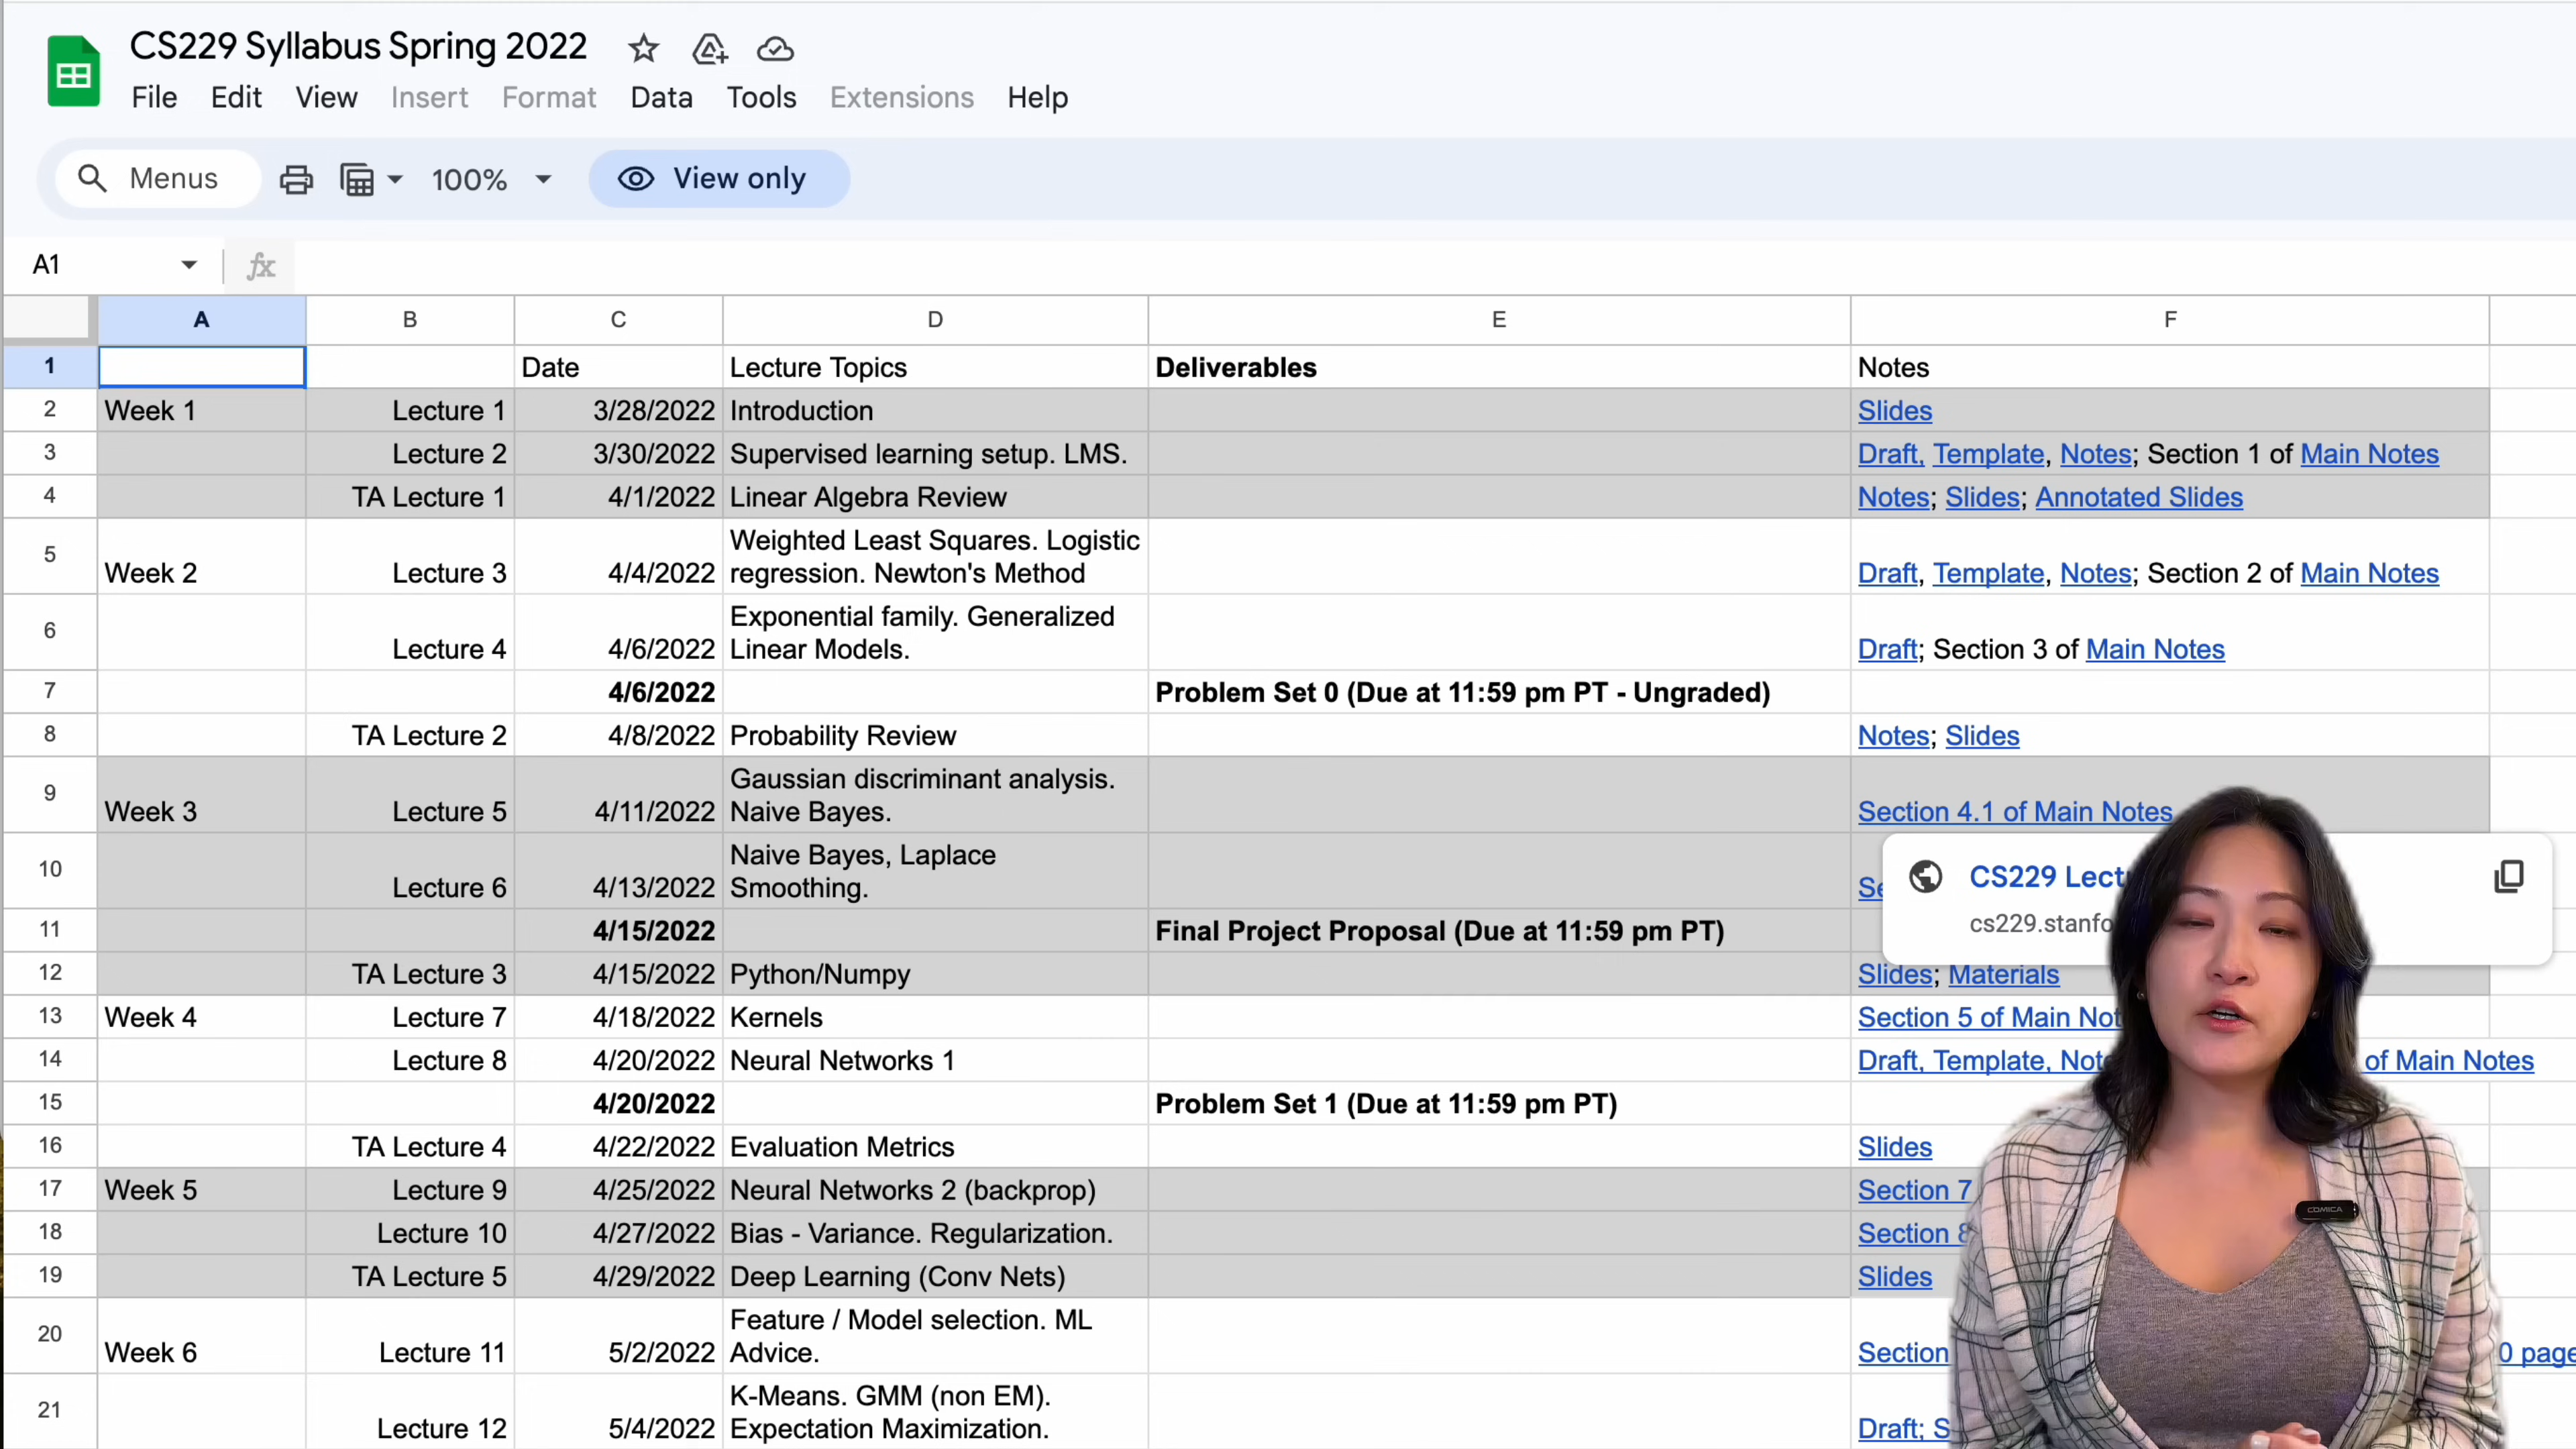 CS229 Syllabus Spring 2022
File Edit View Insert Format Data Tools Extensions Help
Menus 100% View only
A1 fx
A B C D E F
1 Date Lecture Topics Deliverables Notes
2 Week 1 Lecture 1 3/28/2022 Introduction Slides
3 Lecture 2 3/30/2022 Supervised learning setup. LMS. Draft, Template, Notes; Section 1 of Main Notes
4 TA Lecture 1 4/1/2022 Linear Algebra Review Notes; Slides; Annotated Slides
Weighted Least Squares. Logistic
5 Week 2 Lecture 3 4/4/2022 regression. Newton's Method Draft, Template, Notes; Section 2 of Main Notes
Exponential family. Generalized
6 Lecture 4 4/6/2022 Linear Models. Draft; Section 3 of Main Notes
7 4/6/2022 Problem Set 0 (Due at 11:59 pm PT - Ungraded)
8 TA Lecture 2 4/8/2022 Probability Review Notes; Slides
Gaussian discriminant analysis.
9 Week 3 Lecture 5 4/11/2022 Naive Bayes. Section 4.1 of Main Notes
Naive Bayes, Laplace
10 Lecture 6 4/13/2022 Smoothing.
CS229
11 4/15/2022 Final Project Proposal (Due at 11:59 pm PT)
12 TA Lecture 3 4/15/2022 Python/Numpy Slides; Materials
13 Week 4 Lecture 7 4/18/2022 Kernels Section 5 of Main
14 Lecture 8 4/20/2022 Neural Networks 1 Draft, Template, of Main Notes
15 4/20/2022 Problem Set 1 (Due at 11:59 pm PT)
16 TA Lecture 4 4/22/2022 Evaluation Metrics Slides
17 Week 5 Lecture 9 4/25/2022 Neural Networks 2 (backprop) Section 7
18 Lecture 10 4/27/2022 Bias - Variance. Regularization. Section
19 TA Lecture 5 4/29/2022 Deep Learning (Conv Nets) Slides
COMICA
Feature / Model selection. ML
20 Week 6 Lecture 11 5/2/2022 Advice. Section
K-Means. GMM (non EM).
21 Lecture 12 5/4/2022 Expectation Maximization. Draft;